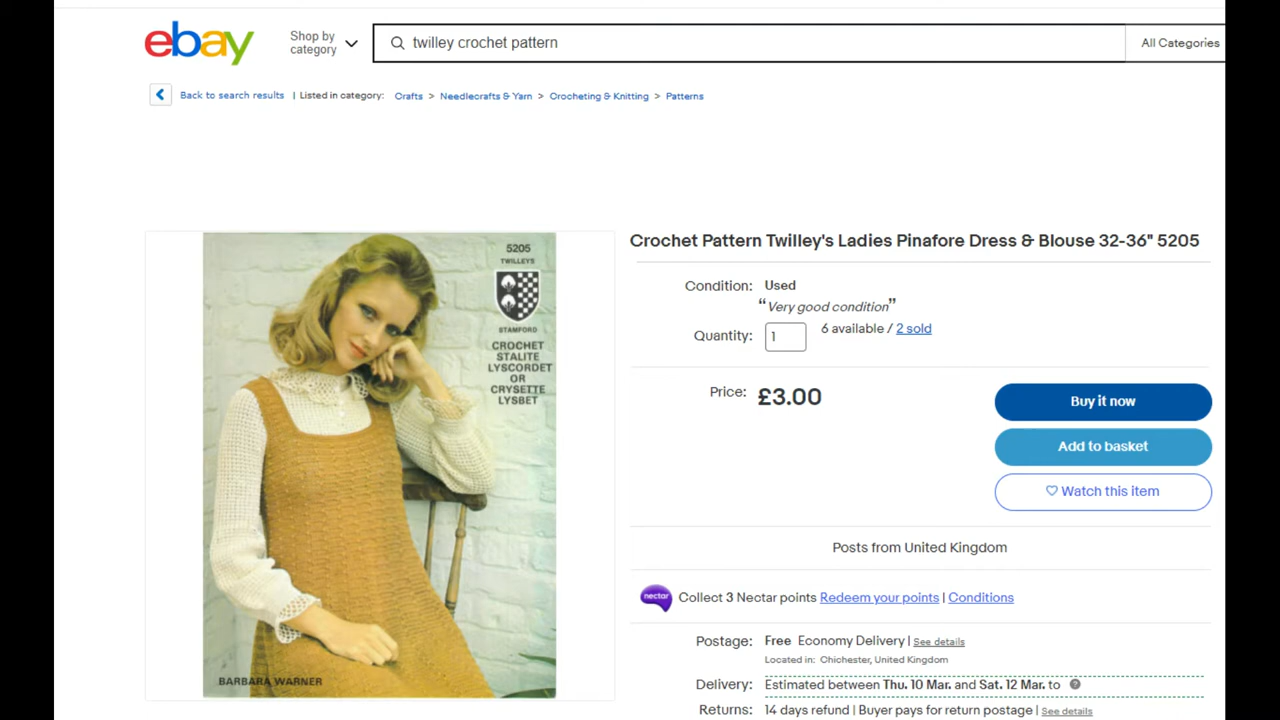 ebay
Shop by
category
twilley crochet pattern
All Categories
Back to search results | Listed in category: Crafts > Needlecrafts & Yarn > Crocheting & Knitting > Patterns
5205
TWILLEYS
STAMFORD
CROCHET
STALITE
LYSCORDET
OR
CRYSETTE
LYSBET
BARBARA WARNER
Crochet Pattern Twilley's Ladies Pinafore Dress & Blouse 32-36" 5205
Condition: Used
“Very good condition”
Quantity: 1 6 available / 2 sold
Price: £3.00
Buy it now
Add to basket
Watch this item
Posts from United Kingdom
nectar Collect 3 Nectar points Redeem your points | Conditions
Postage: Free Economy Delivery | See details
Located in: Chichester, United Kingdom
Delivery: Estimated between Thu. 10 Mar. and Sat. 12 Mar. to ?
Returns: 14 days refund | Buyer pays for return postage | See details